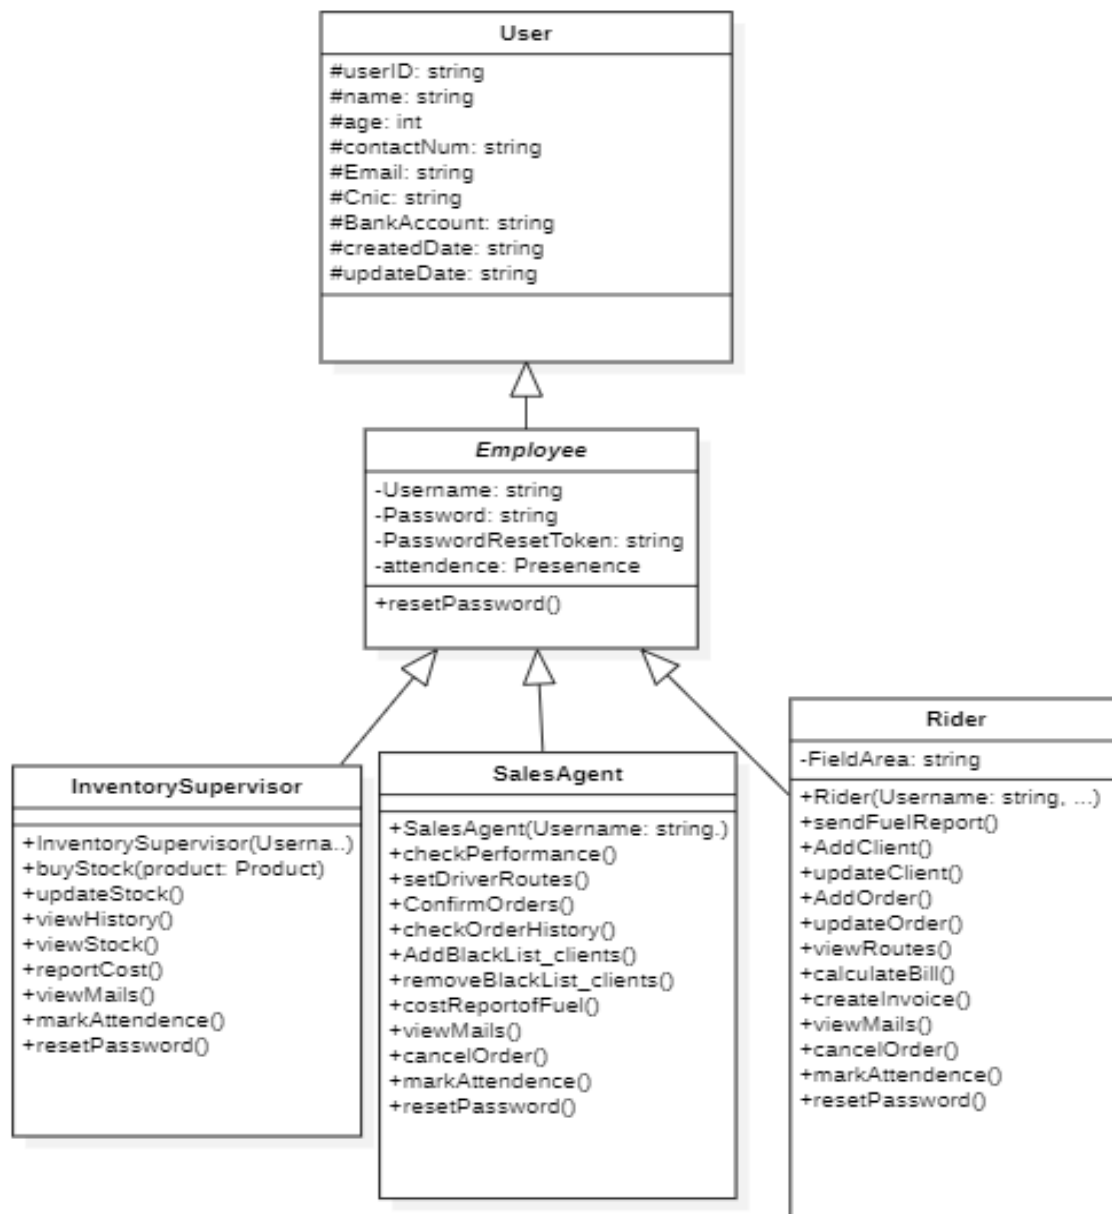 User
#userID: string
#name: string
#age: int
#contactNum: string
#Email: string
#Cnic: string
#BankAccount: string
#createdDate: string
#updateDate: string
Employee
-Username: string
-Password: string
-PasswordResetToken: string
-attendence: Presenence
+resetPassword()
InventorySupervisor
+InventorySupervisor(Userna..)
+buyStock(product: Product)
+updateStock()
+viewHistory()
+viewStock()
+reportCost()
+viewMails()
+markAttendence()
+resetPassword()
SalesAgent
+SalesAgent(Username: string.)
+checkPerformance()
+setDriverRoutes()
+ConfirmOrders()
+checkOrderHistory()
+AddBlackList_clients()
+removeBlackList_clients()
+costReportofFuel()
+viewMails()
+cancelOrder()
+markAttendence()
+resetPassword()
Rider
-FieldArea: string
+Rider(Username: string, ...)
+sendFuelReport()
+AddClient()
+updateClient()
+AddOrder()
+updateOrder()
+viewRoutes()
+calculateBill()
+createInvoice()
+viewMails()
+cancelOrder()
+markAttendence()
+resetPassword()